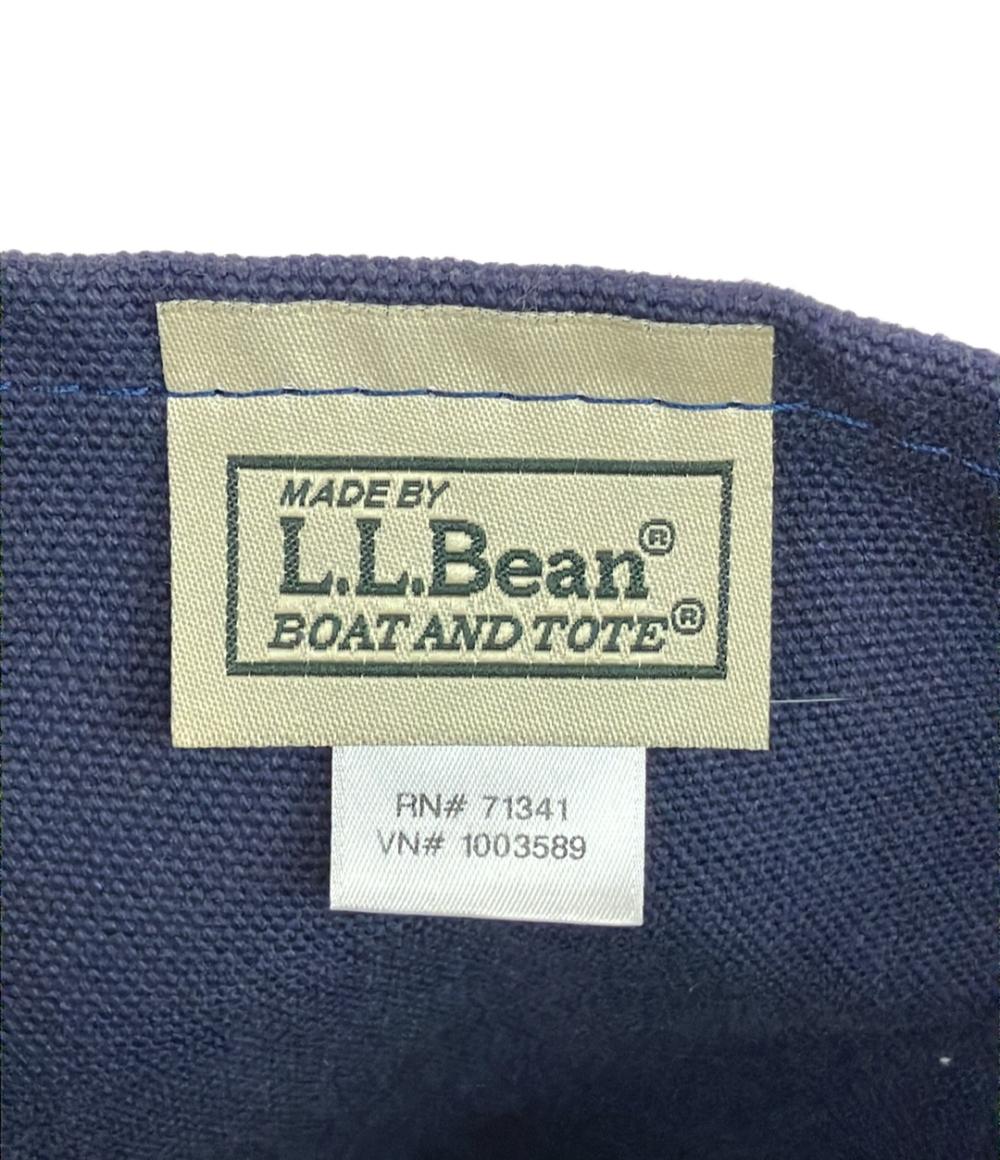 MADE BY
L.L.Bean®
BOAT AND TOTE®
RN# 71341
VN# 1003589